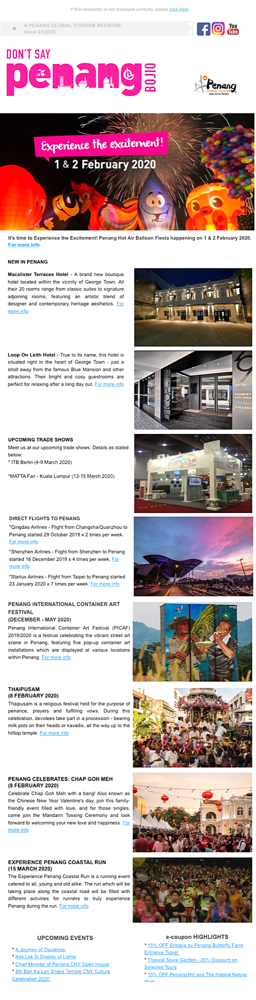 If this newsletter is not displayed correctly, please click here.
A PENANG GLOBAL TOURISM INITIATIVE
Issue 01/2020
You
Tube
DON'T SAY
penang
BOJIO
Penang
GLOBAL TOURISM
(State Tourism Bureau)
Experience the excitement!
1 & 2 February 2020
It's time to Experience the Excitement! Penang Hot Air Balloon Fiesta happening on 1 & 2 February 2020.
For more info
NEW IN PENANG
Macalister Terraces Hotel - A brand new boutique
hotel located within the vicinity of George Town. All
their 20 rooms range from classic suites to signature
adjoining rooms, featuring an artistic blend of
designer and contemporary heritage aesthetics. For
more info
Loop On Leith Hotel - True to its name, this hotel is
situated right in the heart of George Town - just a
stroll away from the famous Blue Mansion and other
attractions. Their bright and cosy guestrooms are
perfect for relaxing after a long day out. For more info
ON LEITH
HOTEL
MONKEY
KITCHEN
GALLERY
UPCOMING TRADE SHOWS
Meet us at our upcoming trade shows. Details as stated
below:
* ITB Berlin (4-9 March 2020)
*MATTA Fair - Kuala Lumpur (13-15 March 2020)
PENANG
2020
DIRECT FLIGHTS TO PENANG
*Qingdao Airlines - Flight from Changsha/Quanzhou to
Penang started 29 October 2019 x 2 times per week.
For more info
*Shenzhen Airlines - Flight from Shenzhen to Penang
started 18 December 2019 x 4 times per week. For
more info
*Starlux Airlines - Flight from Taipei to Penang started
23 January 2020 x 7 times per week. For more info
PENANG INTERNATIONAL CONTAINER ART
FESTIVAL
(DECEMBER - MAY 2020)
Penang International Container Art Festival (PICAF)
2019/2020 is a festival celebrating the vibrant street art
scene in Penang, featuring five pop-up container art
installations which are displayed at various locations
within Penang. For more info
THAIPUSAM
(8 FEBRUARY 2020)
Thaipusam is a religious festival held for the purpose of
penance, prayers and fulfilling vows. During this
celebration, devotees take part in a procession - bearing
milk pots on their heads or kavadis, all the way up to the
hilltop temple. For more info
PENANG CELEBRATES: CHAP GOH MEH
(8 FEBRUARY 2020)
Celebrate Chap Goh Meh with a bang! Also known as
the Chinese New Year Valentine's day, join this family-
friendly event filled with love, and for those singles,
come join the Mandarin Tossing Ceremony and look
forward to welcoming your new love and happiness. For
more info
EXPERIENCE PENANG COASTAL RUN
(15 MARCH 2020)
The Experience Penang Coastal Run is a running event
catered to all, young and old alike. The run which will be
taking place along the coastal road will be filled with
different activities for runners to truly experience
Penang during the run. For more info
UPCOMING EVENTS
* A Journey of Opulence
* Kek Lok Si Display of Lights
* Chief Minister of Penang CNY Open House
* 8th Ban Ka Lan Snake Temple CNY Culture
Celebration 2020
e-coupon HIGHLIGHTS
* 15% OFF Entopia by Penang Butterfly Farm
Entrance Ticket
* Tropical Spice Garden - 20% Discount on
Selected Tours
* 15% OFF Penang Hill and The Habitat Nature
Walk